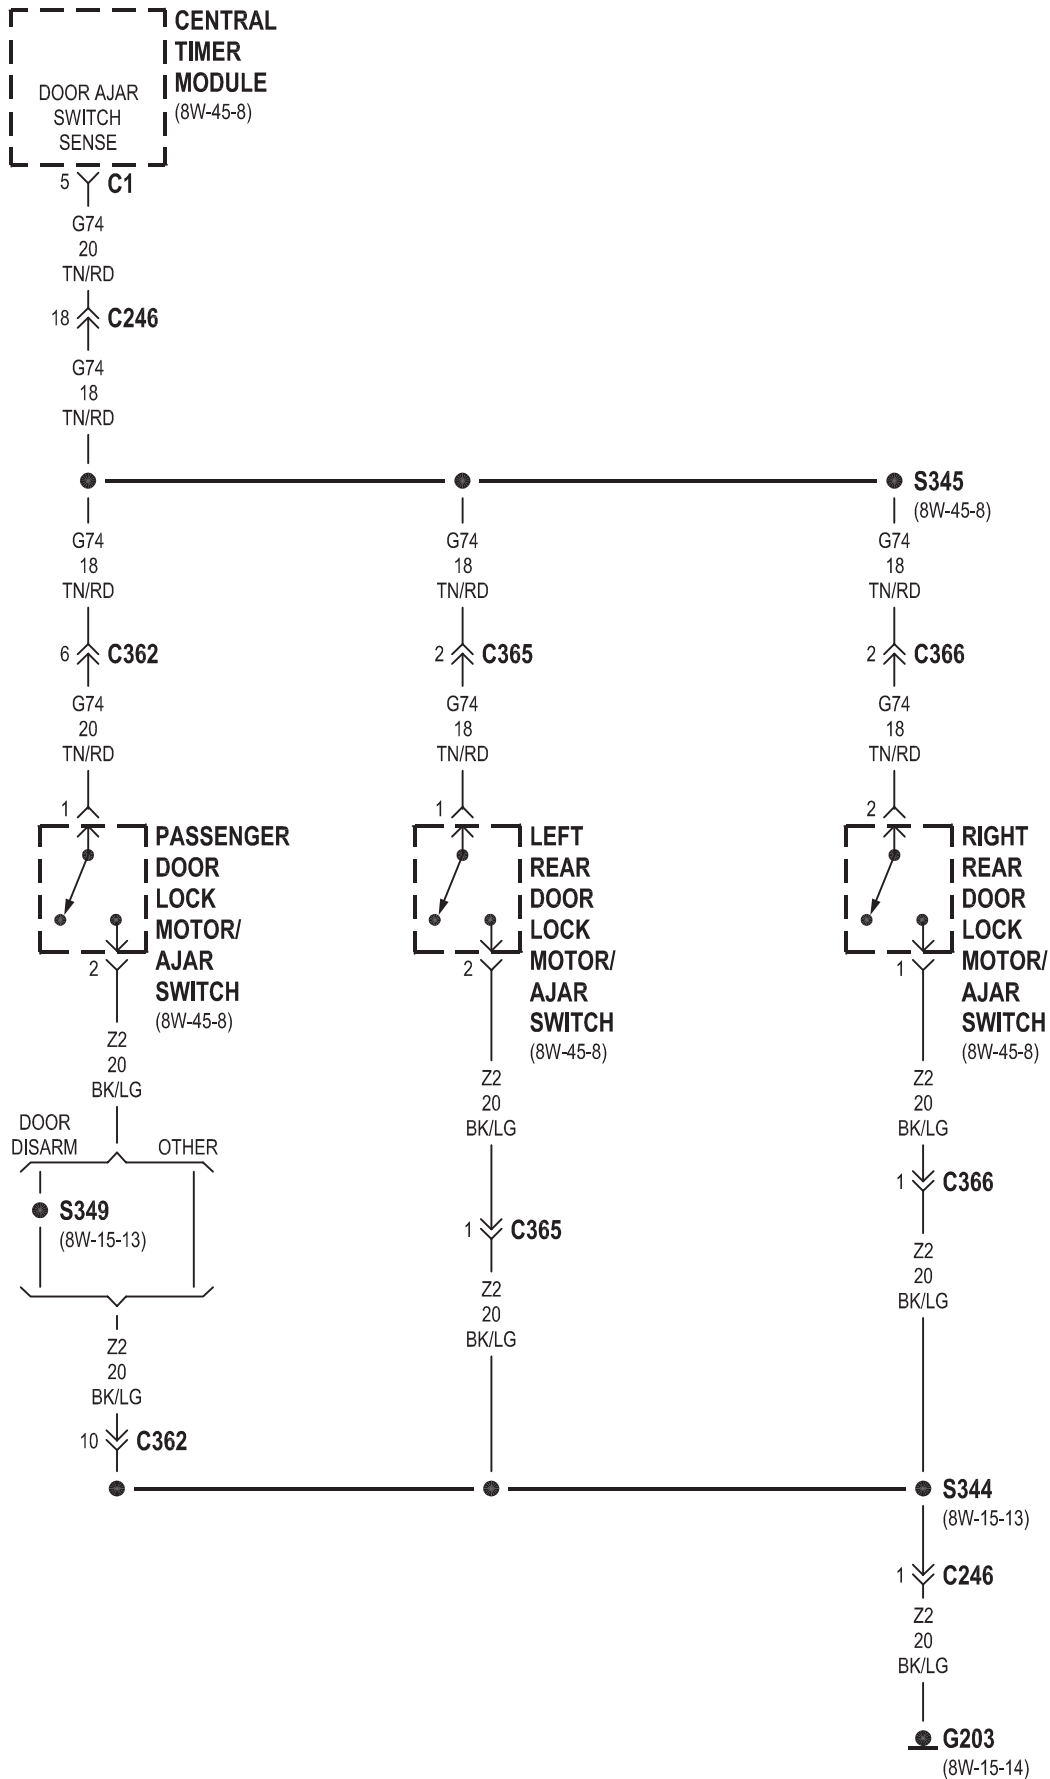 CENTRAL
TIMER
MODULE
(8W-45-8)
DOOR AJAR
SWITCH
SENSE
5 C1
G74
20
TN/RD
18 C246
G74
18
TN/RD
S345
(8W-45-8)
G74
18
TN/RD
G74
18
TN/RD
G74
18
TN/RD
6 C362
2 C365
2 C366
G74
20
TN/RD
G74
18
TN/RD
G74
18
TN/RD
1
PASSENGER
DOOR
LOCK
MOTOR/
AJAR
SWITCH
(8W-45-8)
2
1
LEFT
REAR
DOOR
LOCK
MOTOR/
AJAR
SWITCH
(8W-45-8)
2
2
RIGHT
REAR
DOOR
LOCK
MOTOR/
AJAR
SWITCH
(8W-45-8)
1
Z2
20
BK/LG
Z2
20
BK/LG
Z2
20
BK/LG
DOOR
DISARM
OTHER
S349
(8W-15-13)
1 C366
1 C365
Z2
20
BK/LG
Z2
20
BK/LG
Z2
20
BK/LG
10 C362
S344
(8W-15-13)
1 C246
Z2
20
BK/LG
G203
(8W-15-14)